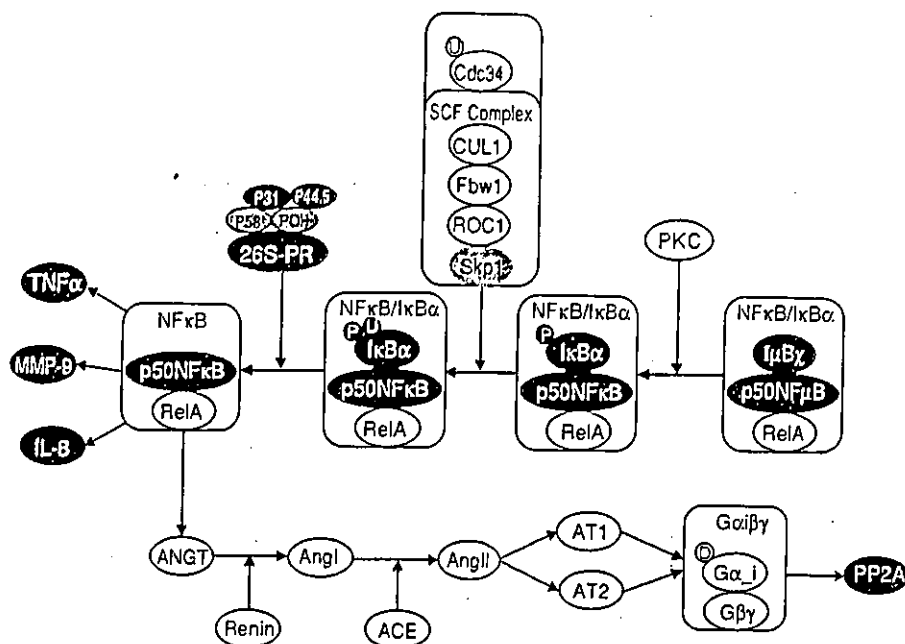 U
Cdc34
SCF Complex
CUL1
Fbw1
ROC1
Skp1
P31 P44.5
P58 POH
26S-PR
PKC
TNFα
MMP-9
IL-8
NFκB
p50NFκB
RelA
NFκB/IκBα
P U
IκBα
p50NFκB
RelA
NFκB/IκBα
P
IκBα
p50NFκB
RelA
NFκB/IκBα
IμBχ
p50NFμB
RelA
ANGT
AngI
AngII
Renin
ACE
AT1
AT2
Gαiβγ
D
Gα_i
Gβγ
PP2A